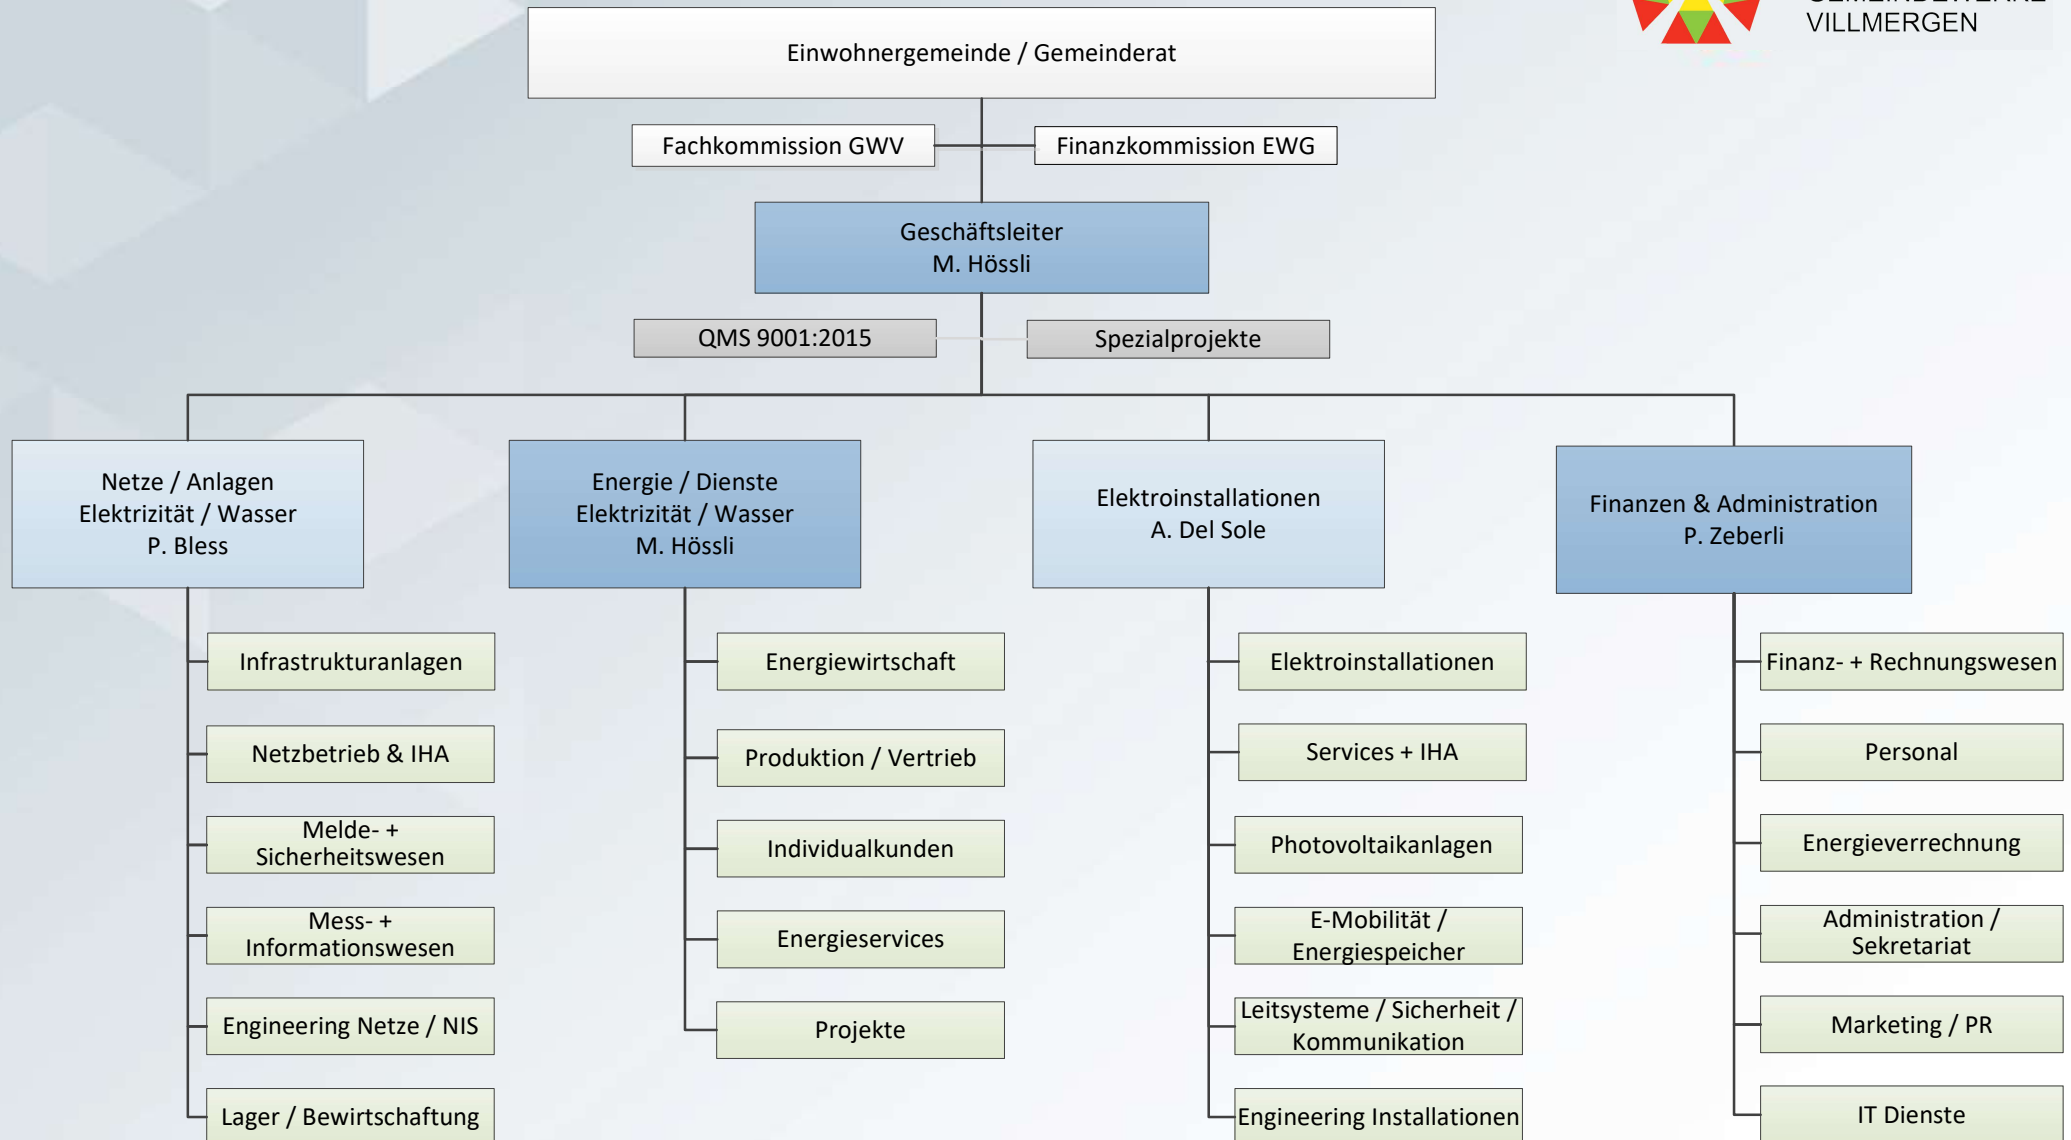 VILLMERGEN
Einwohnergemeinde / Gemeinderat
Fachkommission GWV
Finanzkommission EWG
Geschäftsleiter
M. Hössli
QMS 9001:2015
Spezialprojekte
Netze / Anlagen
Elektrizität / Wasser
P. Bless
Energie / Dienste
Elektrizität / Wasser
M. Hössli
Elektroinstallationen
A. Del Sole
Finanzen & Administration
P. Zeberli
Infrastrukturanlagen
Netzbetrieb & IHA
Melde- +
Sicherheitswesen
Mess- +
Informationswesen
Engineering Netze / NIS
Lager / Bewirtschaftung
Energiewirtschaft
Produktion / Vertrieb
Individualkunden
Energieservices
Projekte
Elektroinstallationen
Services + IHA
Photovoltaikanlagen
E-Mobilität /
Energiespeicher
Leitsysteme / Sicherheit /
Kommunikation
Engineering Installationen
Finanz- + Rechnungswesen
Personal
Energieverrechnung
Administration /
Sekretariat
Marketing / PR
IT Dienste